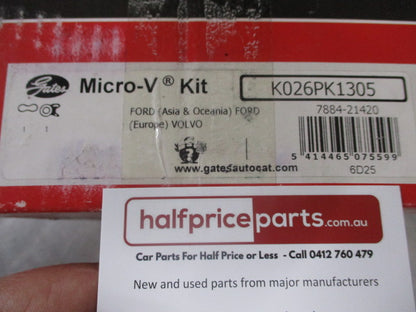 Gates
Micro-V® Kit
K026PK1305
7884-21420
FORD (Asia & Oceania) FORD
(Europe) VOLVO
1 1
www.gatesautocat.com
5 414465 075599
6D25
halfpriceparts.com.au
Car Parts For Half Price or Less - Call 0412 760 479
New and used parts from major manufacturers